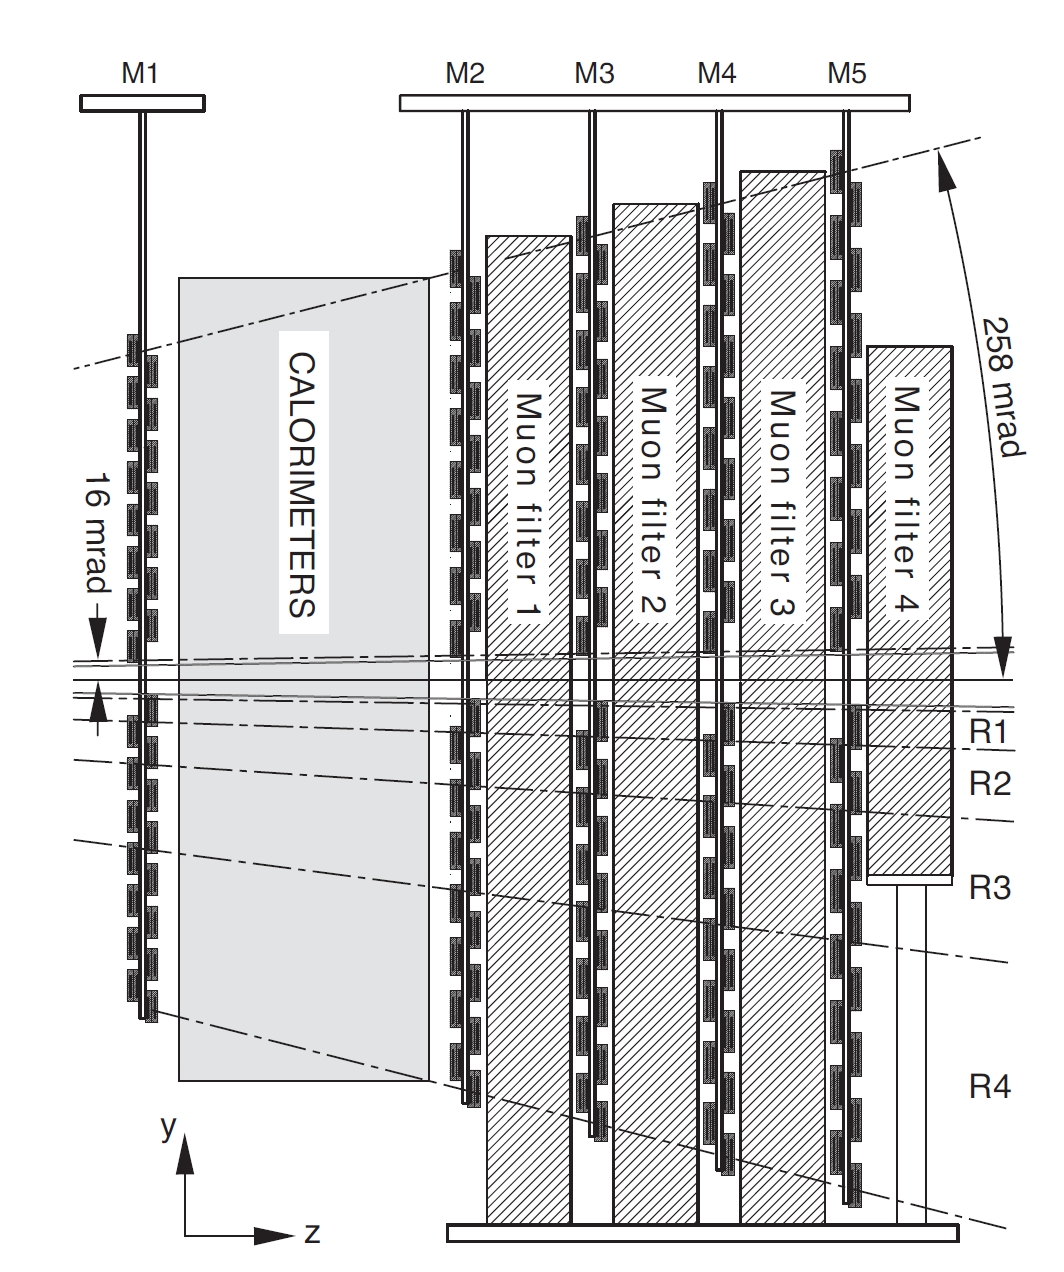 M1
M2
M3
M4
M5
CALORIMETERS
Muon filter 1
Muon filter 2
Muon filter 3
Muon filter 4
258 mrad
16 mrad
R1
R2
R3
R4
y
z